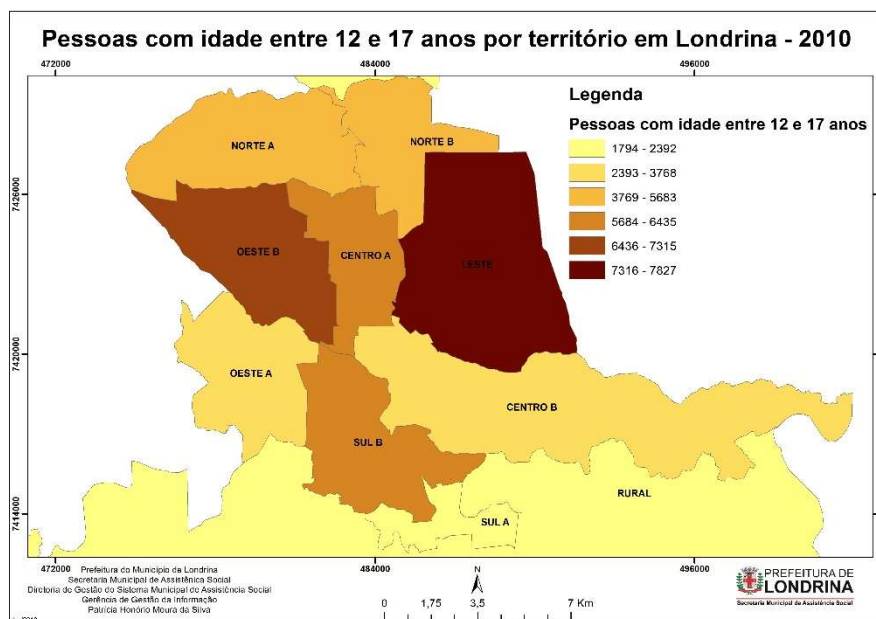 Pessoas com idade entre 12 e 17 anos por território em Londrina - 2010
472000
484000
496000
Legenda
Pessoas com idade entre 12 e 17 anos
1794 - 2392
2393 - 3768
3769 - 5683
5684 - 6435
6436 - 7315
7316 - 7827
NORTE A
NORTE B
7426000
7426000
OESTE B
CENTRO A
LESTE
7420000
7420000
OESTE A
CENTRO B
SUL B
RURAL
7414000
7414000
SUL A
472000
484000
496000
Prefeitura do Município de Londrina
Secretaria Municipal de Assistência Social
Diretoria de Gestão do Sistema Municipal de Assistência Social
Gerência de Gestão da Informação
Patrícia Honório Moura da Silva
N
0 1,75 3,5 7 Km
PREFEITURA DE
LONDRINA
Secretaria Municipal de Assistência Social